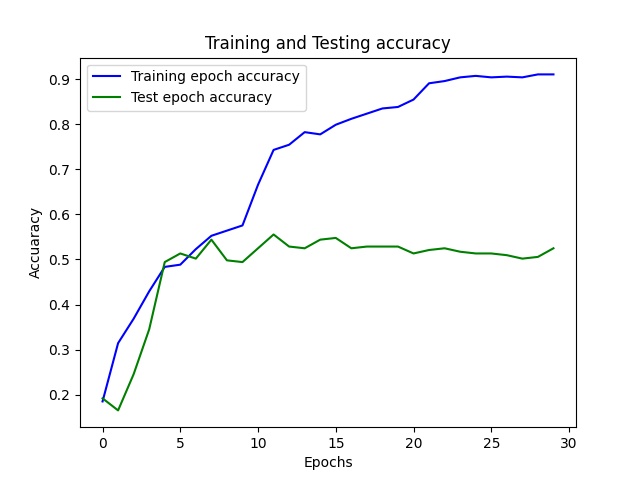 Training and Testing accuracy
Training epoch accuracy
Test epoch accuracy
Accuaracy
0.9
0.8
0.7
0.6
0.5
0.4
0.3
0.2
0 5 10 15 20 25 30
Epochs